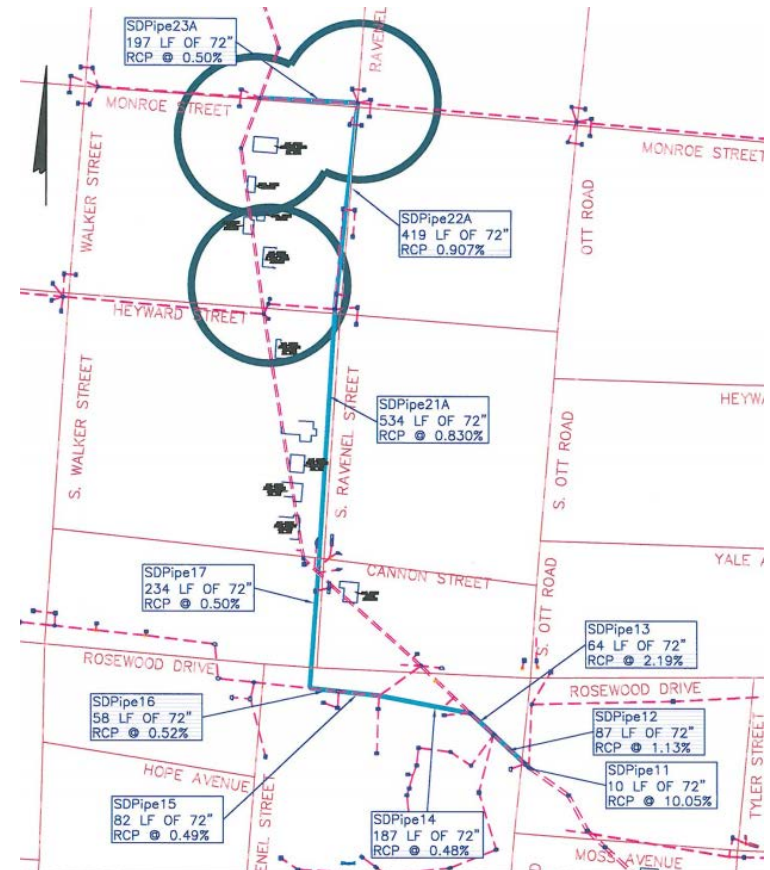 SDPipe23A
197 LF OF 72"
RCP @ 0.50%
RAVENEL
MONROE STREET
MONROE STREET
WALKER STREET
OTT ROAD
SDPipe22A
419 LF OF 72"
RCP 0.907%
HEYWARD STREET
SDPipe21A
534 LF OF 72"
RCP @ 0.830%
HEYWA
S. WALKER STREET
S. RAVENEL STREET
S. OTT ROAD
CANNON STREET
YALE A
SDPipe17
234 LF OF 72"
RCP @ 0.50%
S. OTT ROAD
SDPipe13
64 LF OF 72"
RCP @ 2.19%
ROSEWOOD DRIVE
ROSEWOOD DRIVE
SDPipe16
58 LF OF 72"
RCP @ 0.52%
SDPipe12
87 LF OF 72"
RCP @ 1.13%
TYLER STREET
HOPE AVENUE
SDPipe11
10 LF OF 72"
RCP @ 10.05%
SDPipe15
82 LF OF 72"
RCP @ 0.49%
SDPipe14
187 LF OF 72"
RCP @ 0.48%
ENEL STREET
MOSS AVENUE